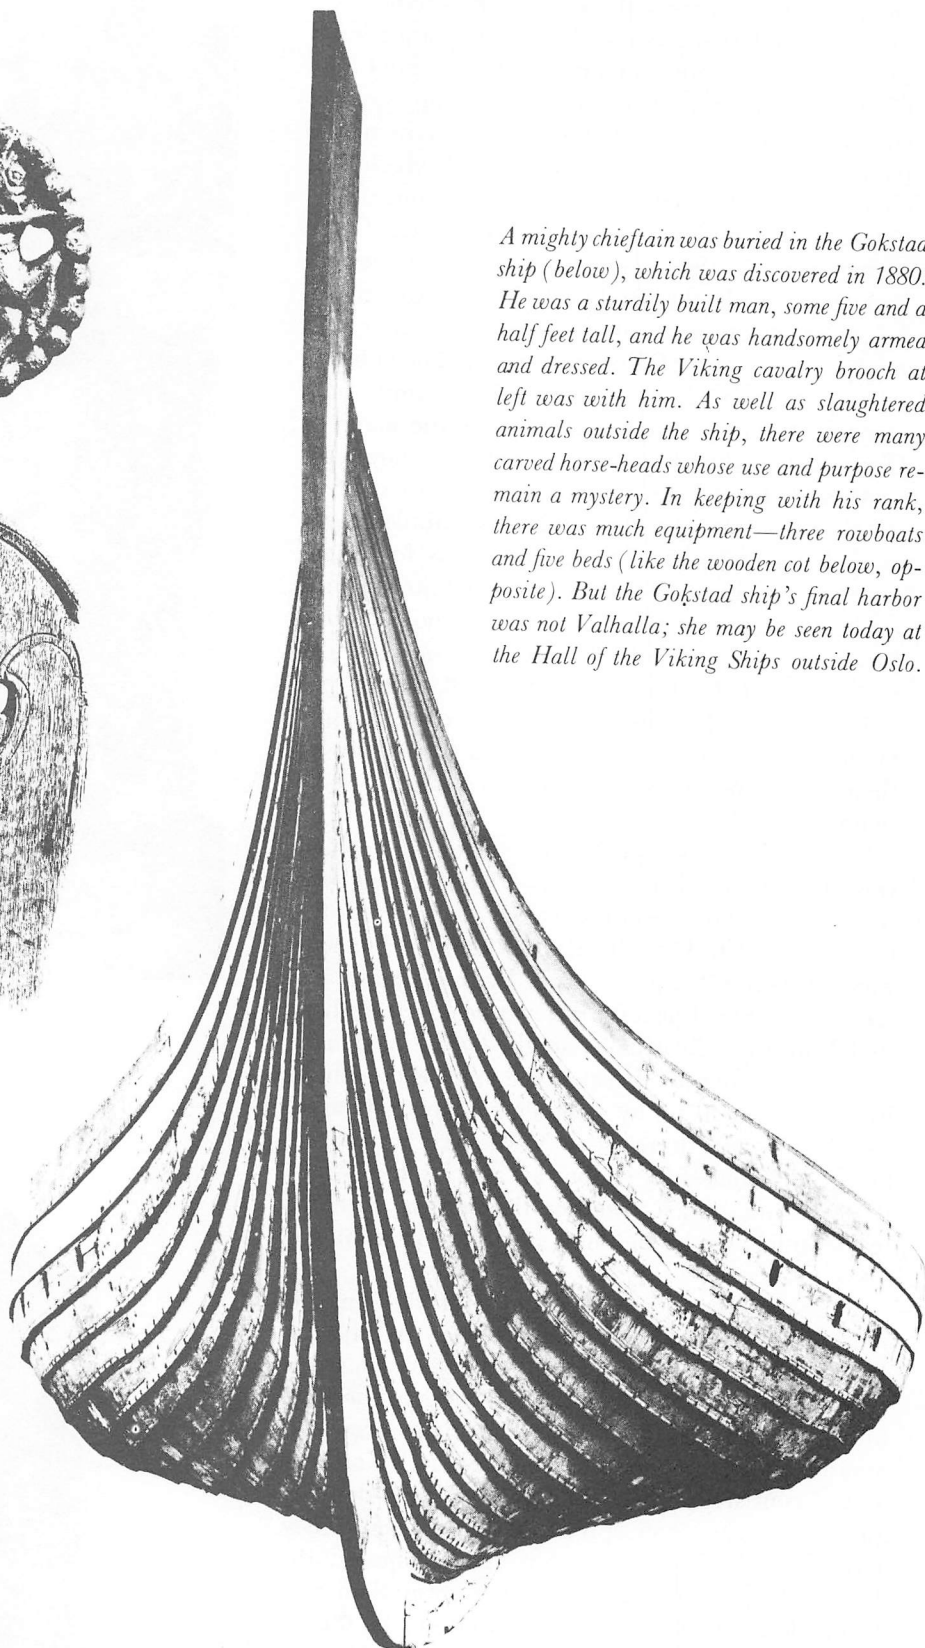 A mighty chieftain was buried in the Gokstad
ship (below), which was discovered in 1880.
He was a sturdily built man, some five and a
half feet tall, and he was handsomely armed
and dressed. The Viking cavalry brooch at
left was with him. As well as slaughtered
animals outside the ship, there were many
carved horse-heads whose use and purpose re-
main a mystery. In keeping with his rank,
there was much equipment—three rowboats
and five beds (like the wooden cot below, op-
posite). But the Gokstad ship's final harbor
was not Valhalla; she may be seen today at
the Hall of the Viking Ships outside Oslo.